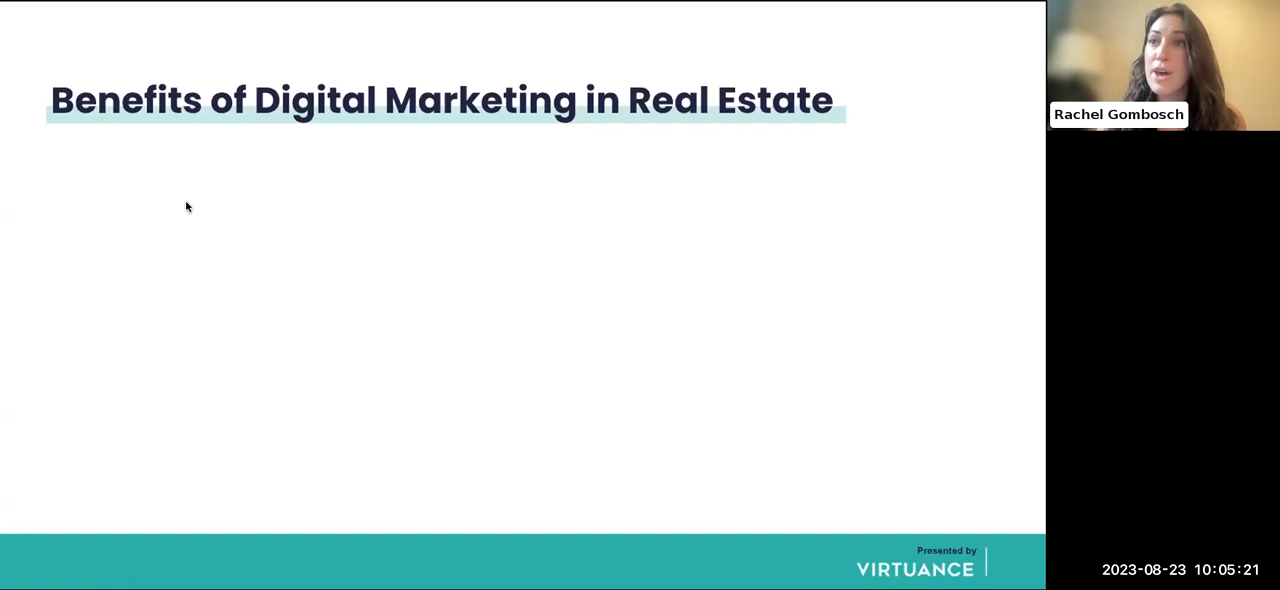 Benefits of Digital Marketing in Real Estate
Rachel Gombosch
Presented by
VIRTUANCE
2023-08-23 10:05:21